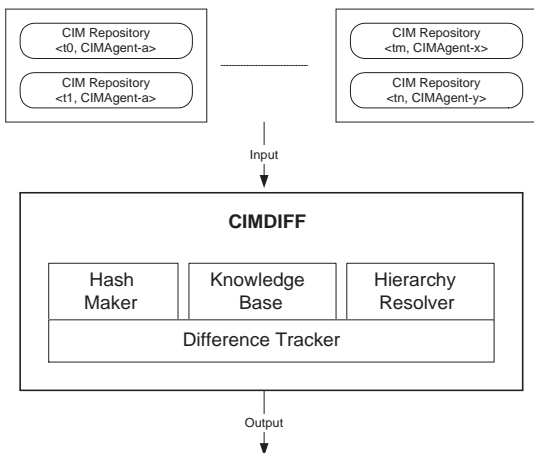 CIM Repository
<t0, CIMAgent-a>
CIM Repository
<t1, CIMAgent-a>
CIM Repository
<tm, CIMAgent-x>
CIM Repository
<tn, CIMAgent-y>
Input
CIMDIFF
Hash
Maker
Knowledge
Base
Hierarchy
Resolver
Difference Tracker
Output